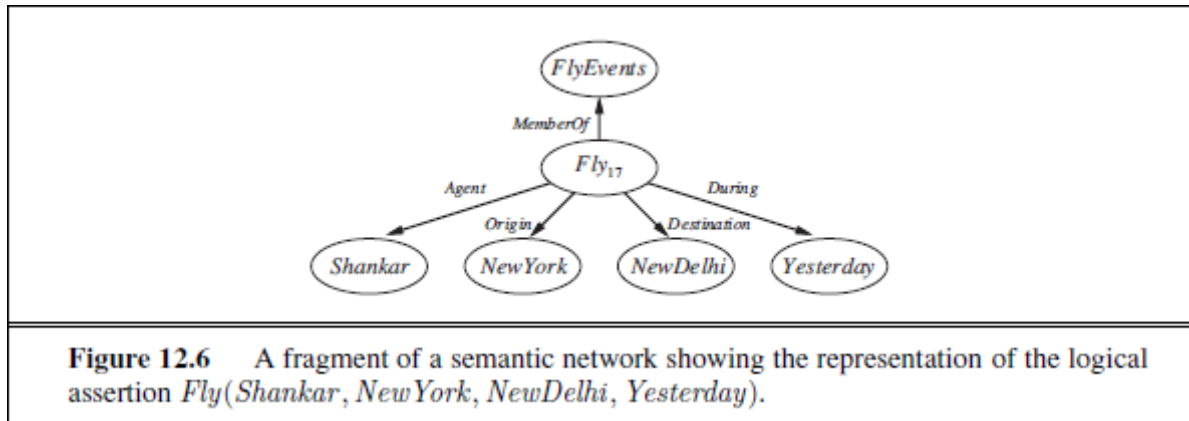 FlyEvents
MemberOf
Fly₁₇
Agent
During
Origin
Destination
Shankar
NewYork
NewDelhi
Yesterday
Figure 12.6 A fragment of a semantic network showing the representation of the logical
assertion Fly(Shankar, NewYork, NewDelhi, Yesterday).